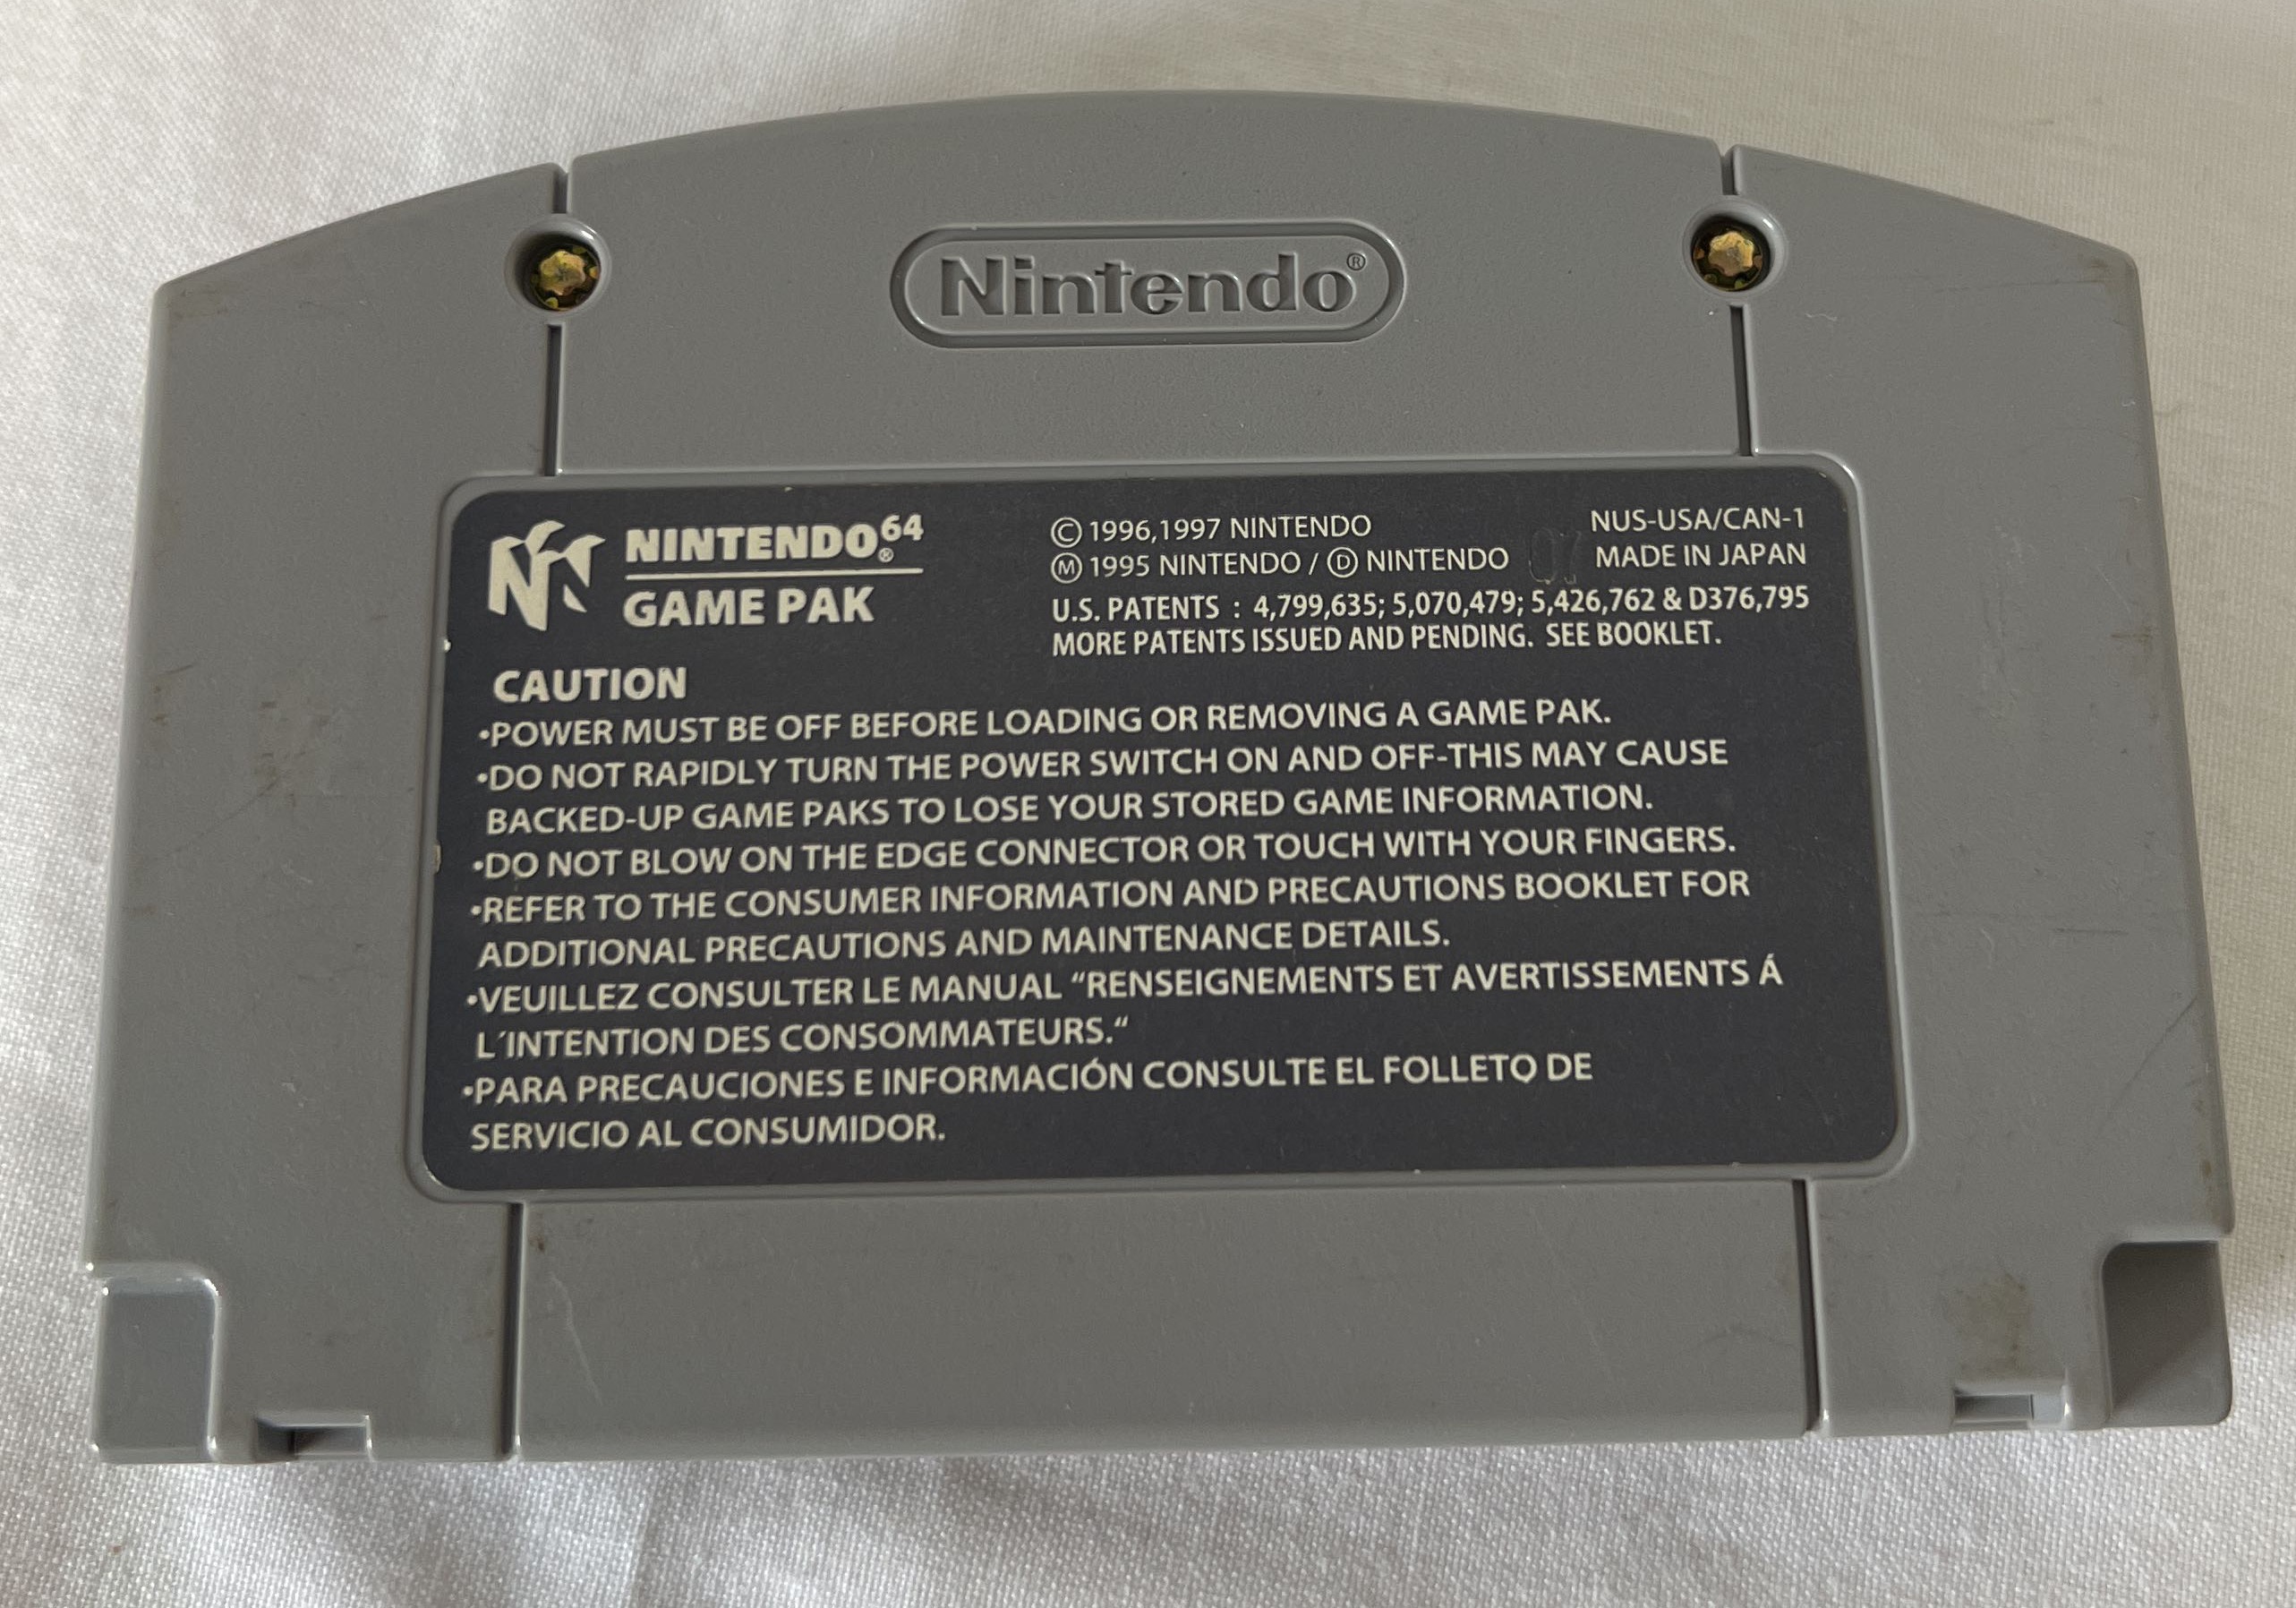 Nintendo®
NINTENDO64®
GAME PAK
©1996,1997 NINTENDO
Ⓜ1995 NINTENDO / Ⓓ NINTENDO
NUS-USA/CAN-1
MADE IN JAPAN
U.S. PATENTS : 4,799,635; 5,070,479; 5,426,762 & D376,795
MORE PATENTS ISSUED AND PENDING. SEE BOOKLET.
CAUTION
•POWER MUST BE OFF BEFORE LOADING OR REMOVING A GAME PAK.
•DO NOT RAPIDLY TURN THE POWER SWITCH ON AND OFF-THIS MAY CAUSE
BACKED-UP GAME PAKS TO LOSE YOUR STORED GAME INFORMATION.
•DO NOT BLOW ON THE EDGE CONNECTOR OR TOUCH WITH YOUR FINGERS.
•REFER TO THE CONSUMER INFORMATION AND PRECAUTIONS BOOKLET FOR
ADDITIONAL PRECAUTIONS AND MAINTENANCE DETAILS.
•VEUILLEZ CONSULTER LE MANUAL “RENSEIGNEMENTS ET AVERTISSEMENTS Á
L´INTENTION DES CONSOMMATEURS.“
•PARA PRECAUCIONES E INFORMACIÓN CONSULTE EL FOLLETO DE
SERVICIO AL CONSUMIDOR.